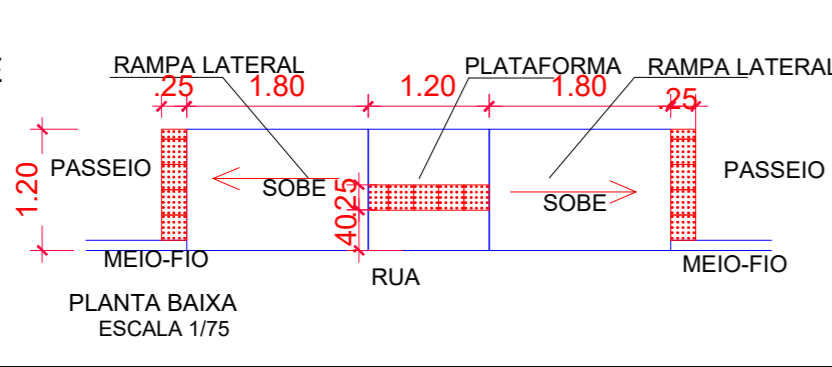 RAMPA LATERAL
PLATAFORMA
RAMPA LATERAL
.25
1.80
1.20
1.80
.25
PASSEIO
1.20
SOBE
.25
.40
SOBE
PASSEIO
MEIO-FIO
RUA
MEIO-FIO
PLANTA BAIXA
ESCALA 1/75